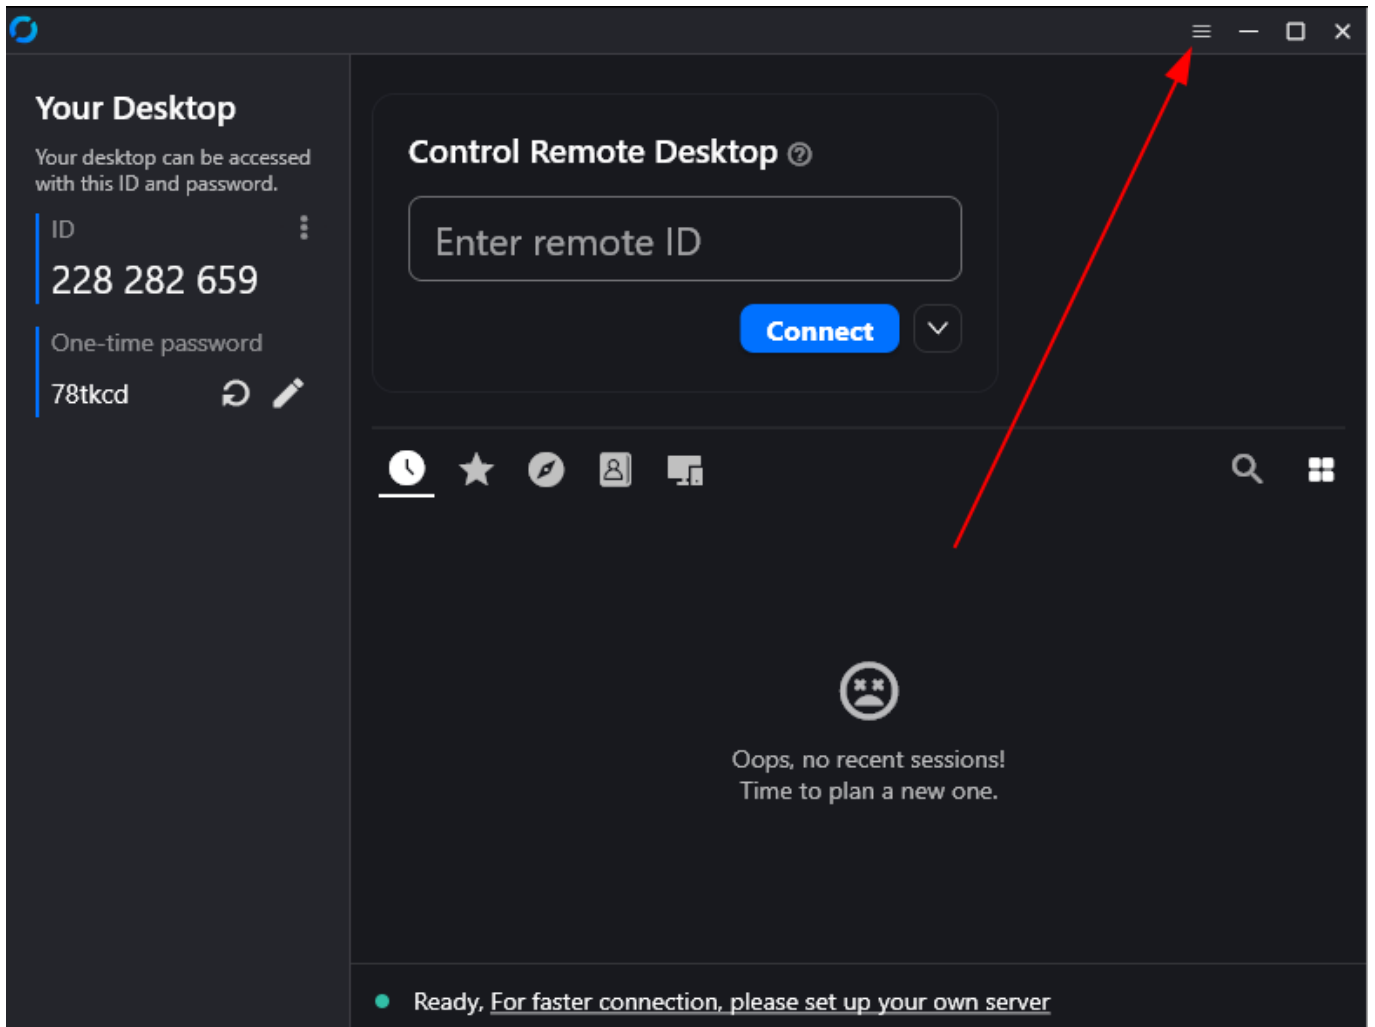 Your Desktop
Your desktop can be accessed
with this ID and password.
ID
228 282 659
One-time password
78tkcd
Control Remote Desktop
Enter remote ID
Connect
Oops, no recent sessions!
Time to plan a new one.
Ready, For faster connection, please set up your own server